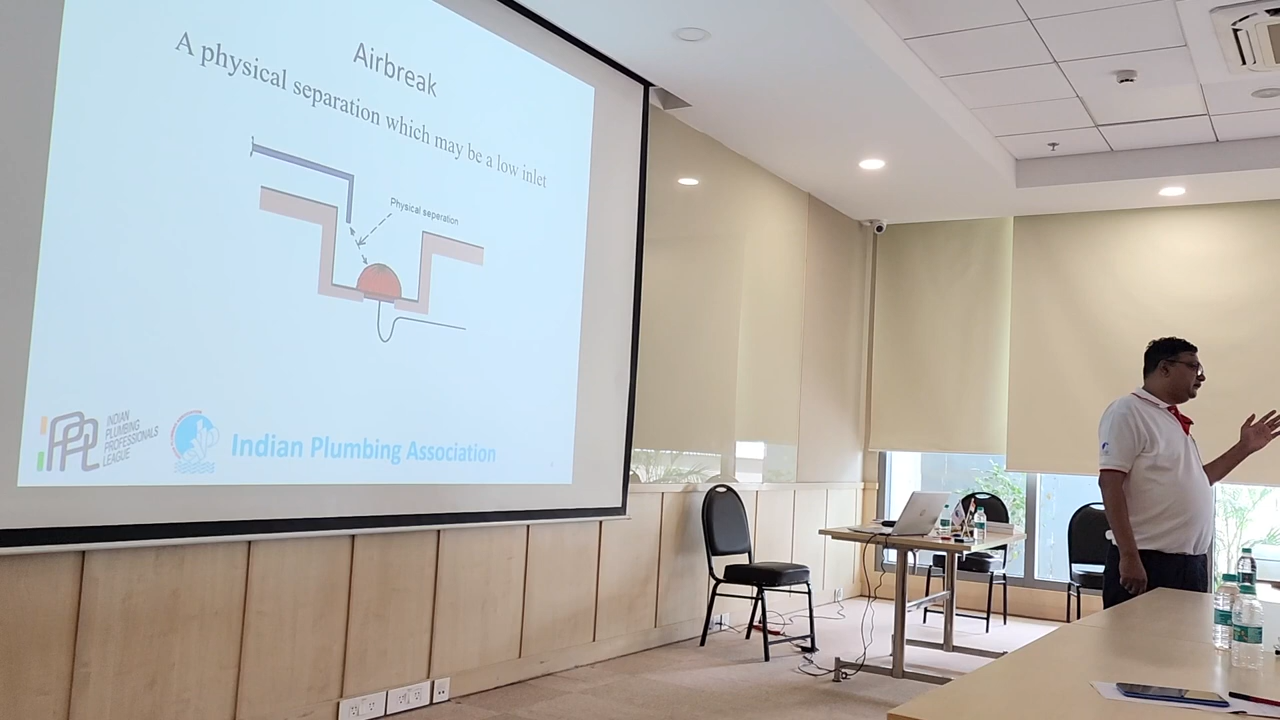 Airbreak
A physical separation which may be a low inlet
Physical seperation
INDIAN
PLUMBING
PROFESSIONALS
LEAGUE
Indian Plumbing Association